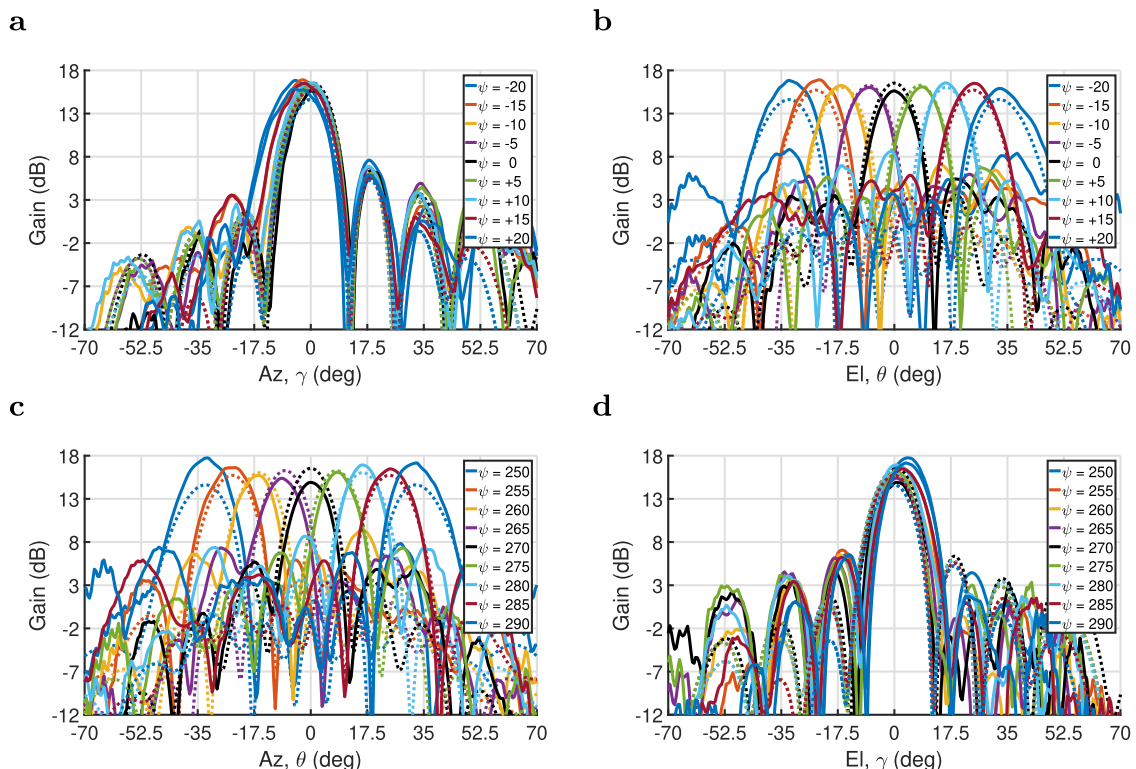 a
18
13
8
3
-2
-7
-12
Gain (dB)
-70 -52.5 -35 -17.5 0 17.5 35 52.5 70
Az, γ (deg)
ψ = -20
ψ = -15
ψ = -10
ψ = -5
ψ = 0
ψ = +5
ψ = +10
ψ = +15
ψ = +20
b
18
13
8
3
-2
-7
-12
Gain (dB)
-70 -52.5 -35 -17.5 0 17.5 35 52.5 70
El, θ (deg)
ψ = -20
ψ = -15
ψ = -10
ψ = -5
ψ = 0
ψ = +5
ψ = +10
ψ = +15
ψ = +20
c
18
13
8
3
-2
-7
-12
Gain (dB)
-70 -52.5 -35 -17.5 0 17.5 35 52.5 70
Az, θ (deg)
ψ = 250
ψ = 255
ψ = 260
ψ = 265
ψ = 270
ψ = 275
ψ = 280
ψ = 285
ψ = 290
d
18
13
8
3
-2
-7
-12
Gain (dB)
-70 -52.5 -35 -17.5 0 17.5 35 52.5 70
El, γ (deg)
ψ = 250
ψ = 255
ψ = 260
ψ = 265
ψ = 270
ψ = 275
ψ = 280
ψ = 285
ψ = 290